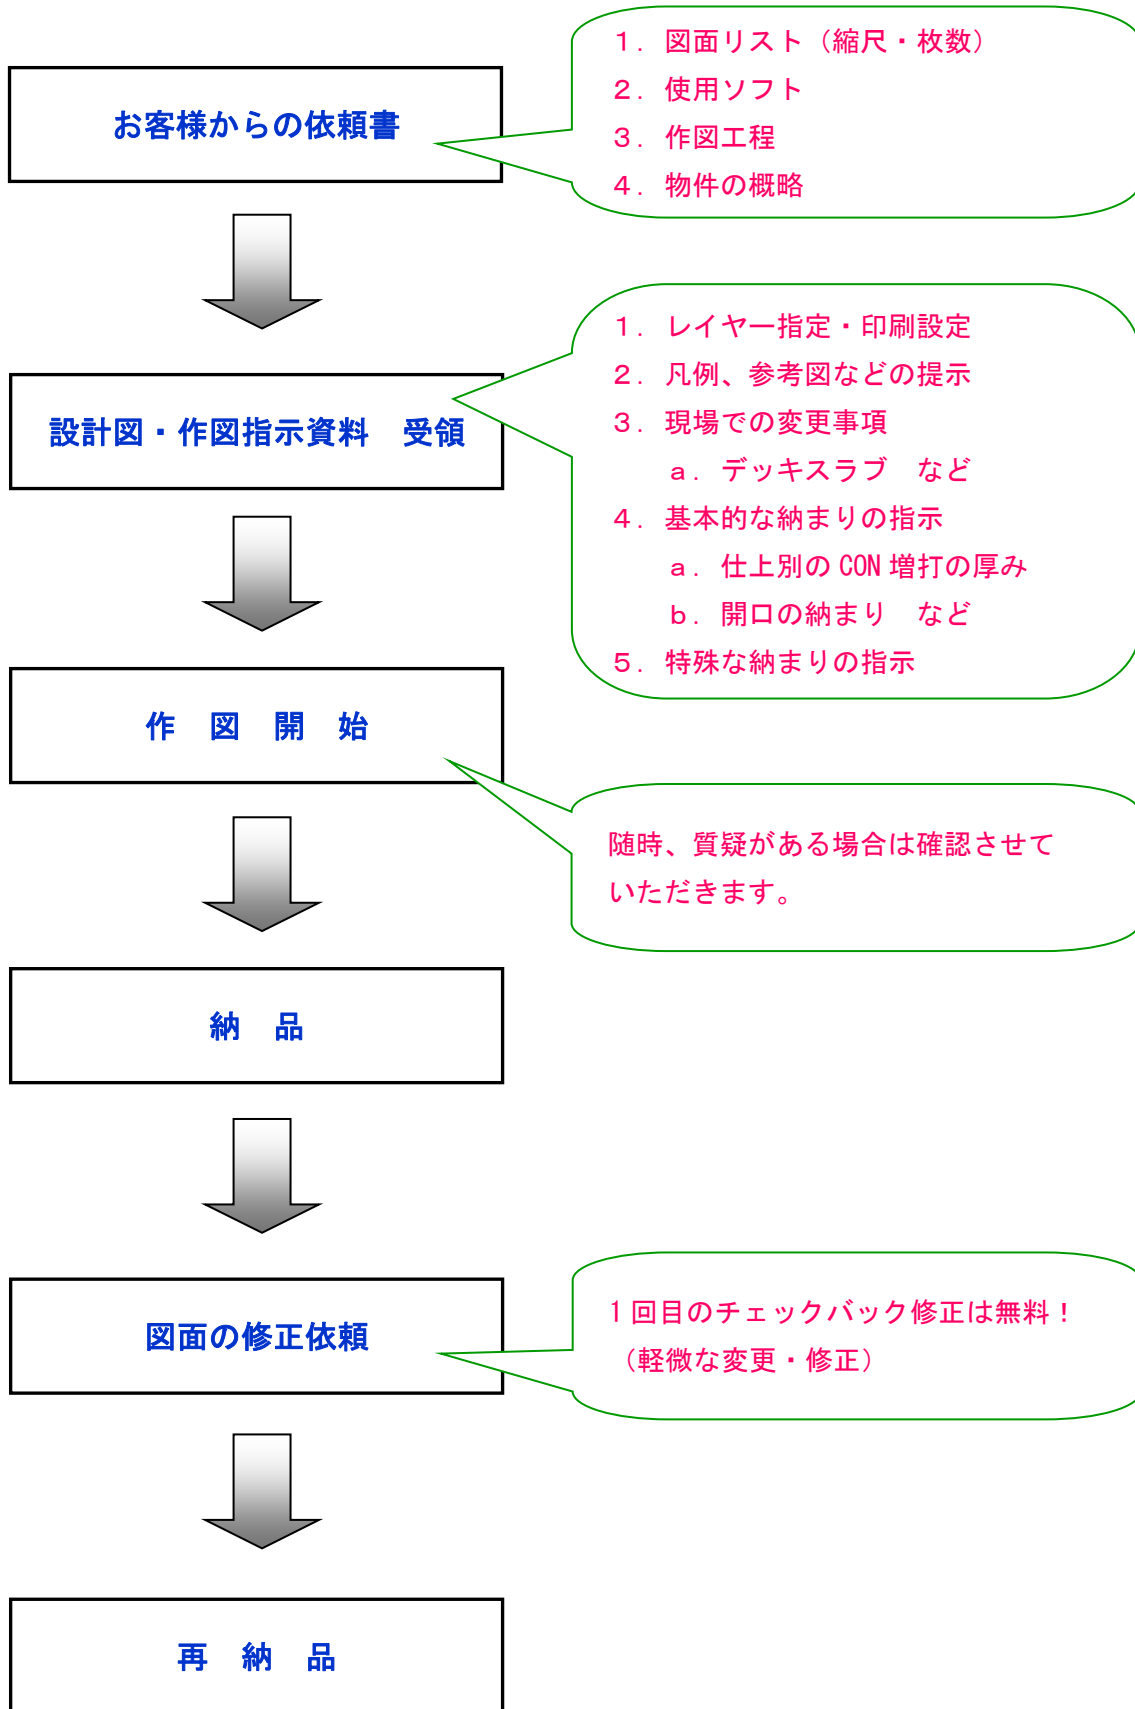 お客様からの依頼書
1．図面リスト（縮尺・枚数）
2．使用ソフト
3．作図工程
4．物件の概略
設計図・作図指示資料　受領
1．レイヤー指定・印刷設定
2．凡例、参考図などの提示
3．現場での変更事項
a．デッキスラブ　など
4．基本的な納まりの指示
a．仕上別の CON 増打の厚み
b．開口の納まり　など
5．特殊な納まりの指示
作　図　開　始
随時、質疑がある場合は確認させて
いただきます。
納　品
図面の修正依頼
1 回目のチェックバック修正は無料！
（軽微な変更・修正）
再　納　品